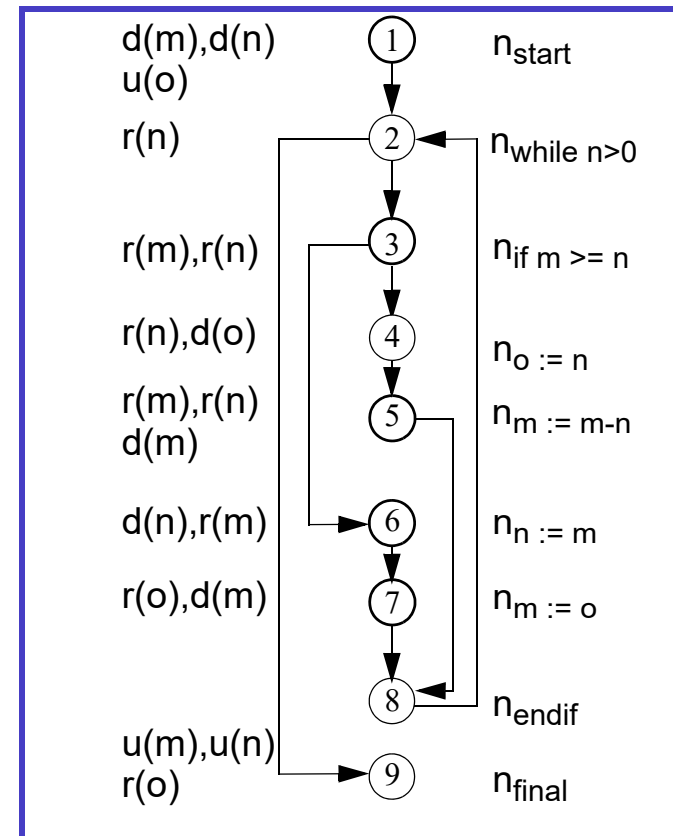 d(m),d(n) 1 n_start
u(o)
r(n) 2 n_while n>0
r(m),r(n) 3 n_if m >= n
r(n),d(o) 4 n_o := n
r(m),r(n) 5 n_m := m-n
d(m)
d(n),r(m) 6 n_n := m
r(o),d(m) 7 n_m := o
8 n_endif
u(m),u(n)
r(o) 9 n_final